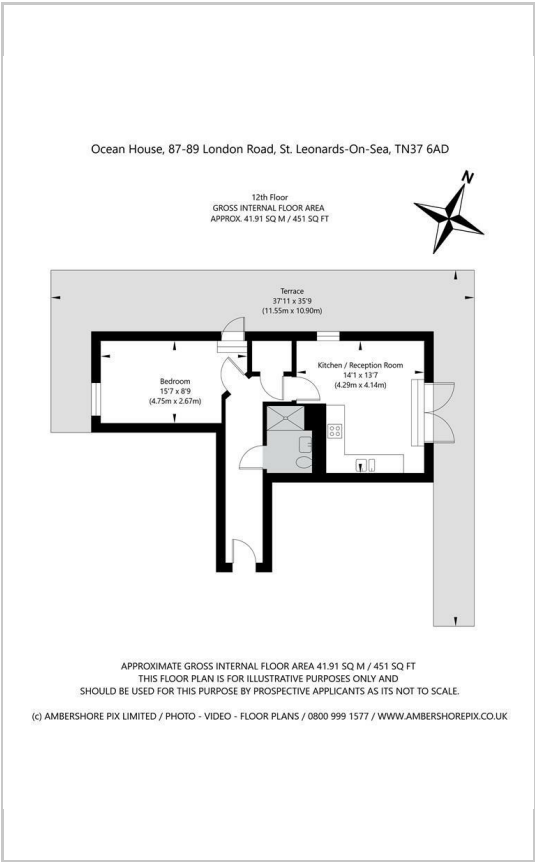 Ocean House, 87-89 London Road, St. Leonards-On-Sea, TN37 6AD
N
12th Floor
GROSS INTERNAL FLOOR AREA
APPROX. 41.91 SQ M / 451 SQ FT
Terrace
37'11 x 35'9
(11.55m x 10.90m)
Kitchen / Reception Room
14'1 x 13'7
(4.29m x 4.14m)
Bedroom
15'7 x 8'9
(4.75m x 2.67m)
APPROXIMATE GROSS INTERNAL FLOOR AREA 41.91 SQ M / 451 SQ FT
THIS FLOOR PLAN IS FOR ILLUSTRATIVE PURPOSES ONLY AND
SHOULD BE USED FOR THIS PURPOSE BY PROSPECTIVE APPLICANTS AS ITS NOT TO SCALE.
(c) AMBERSHORE PIX LIMITED / PHOTO - VIDEO - FLOOR PLANS / 0800 999 1577 / WWW.AMBERSHOREPIX.CO.UK